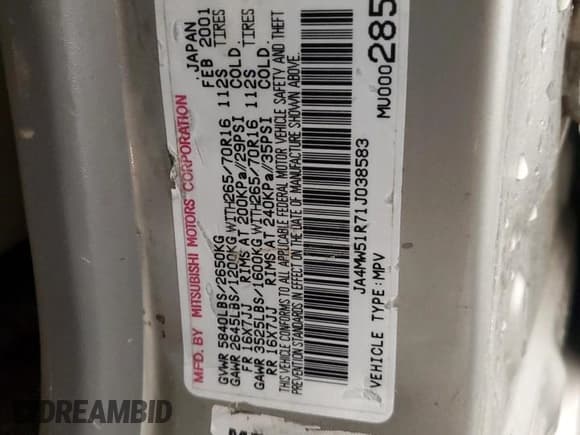 MFD. BY MITSUBISHI MOTORS CORPORATION
JAPAN
FEB 2001
GVWR 5840LBS/2650KG
GAWR 2645LBS/1200KG WITH265/70R16 112S TIRES
FR 16X7JJ RIMS AT 200KPa/29PSI COLD.
GAWR 3525LBS/1600KG WITH265/70R16 112S TIRES
RR 16X7JJ RIMS AT 240KPa/35PSI COLD.
THIS VEHICLE CONFORMS TO ALL APPLICABLE FEDERAL MOTOR VEHICLE SAFETY AND THEFT
PREVENTION STANDARDS IN EFFECT ON THE DATE OF MANUFACTURE SHOWN ABOVE.
JA4MW51R71J038583
VEHICLE TYPE:MPV
MU000285
DREAMBID